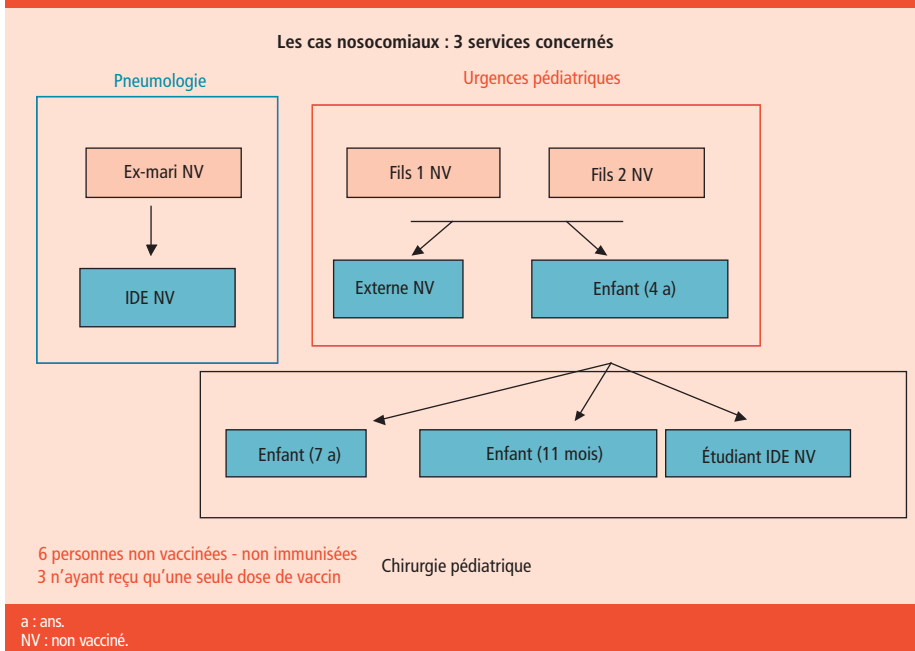 Les cas nosocomiaux : 3 services concernés
Pneumologie
Urgences pédiatriques
Ex-mari NV
Fils 1 NV
Fils 2 NV
IDE NV
Externe NV
Enfant (4 a)
Enfant (7 a)
Enfant (11 mois)
Étudiant IDE NV
6 personnes non vaccinées - non immunisées
3 n'ayant reçu qu'une seule dose de vaccin
Chirurgie pédiatrique
a : ans.
NV : non vacciné.